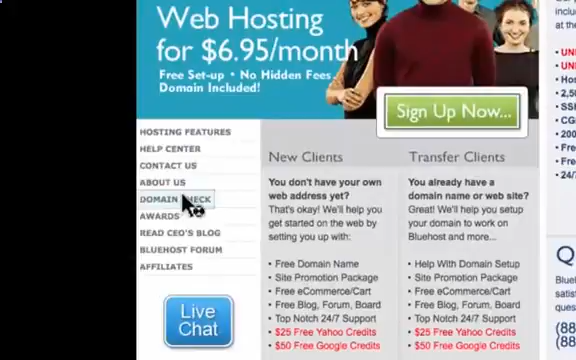 Web Hosting
for $6.95/month
Free Set-up • No Hidden Fees
Domain Included!
Sign Up Now...
HOSTING FEATURES
HELP CENTER
CONTACT US
ABOUT US
DOMAIN CHECK
AWARDS
READ CEO'S BLOG
BLUEHOST FORUM
AFFILIATES
Live
Chat
New Clients
You don't have your own
web address yet?
That's okay! We'll help you
get started on the web by
setting you up with:
• Free Domain Name
• Site Promotion Package
• Free eCommerce/Cart
• Free Blog, Forum, Board
• Top Notch 24/7 Support
• $25 Free Yahoo Credits
• $50 Free Google Credits
Transfer Clients
You already have a
domain name or web site?
Great! We'll help you setup
your domain to work on
Bluehost and more...
• Help With Domain Setup
• Site Promotion Package
• Free eCommerce/Cart
• Free Blog, Forum, Board
• Top Notch 24/7 Support
• $25 Free Yahoo Credits
• $50 Free Google Credits
inclu
at the